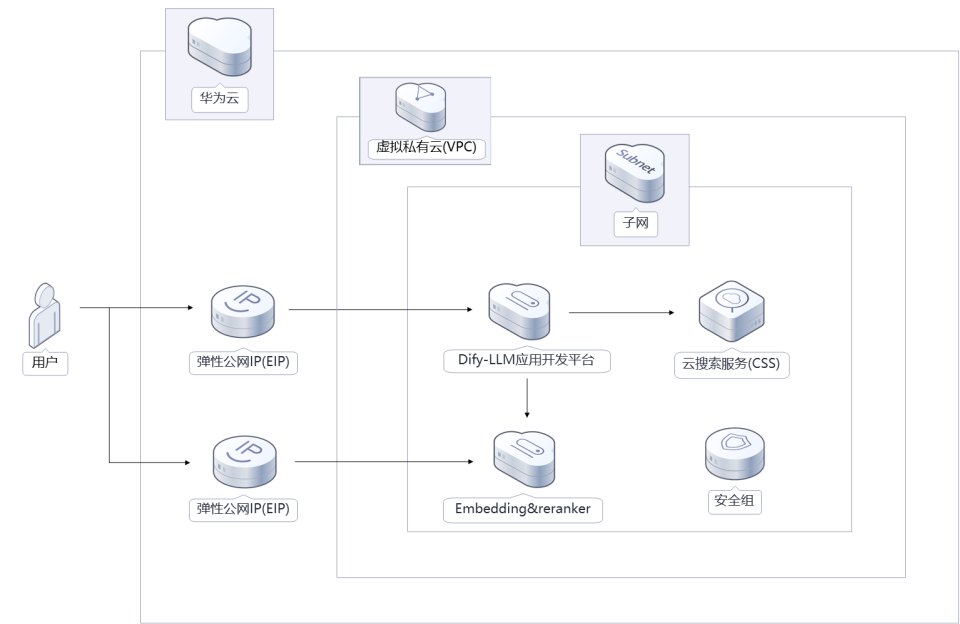 华为云
虚拟私有云(VPC)
Subnet
子网
用户
IP
弹性公网IP(EIP)
Dify-LLM应用开发平台
云搜索服务(CSS)
IP
弹性公网IP(EIP)
Embedding&reranker
安全组